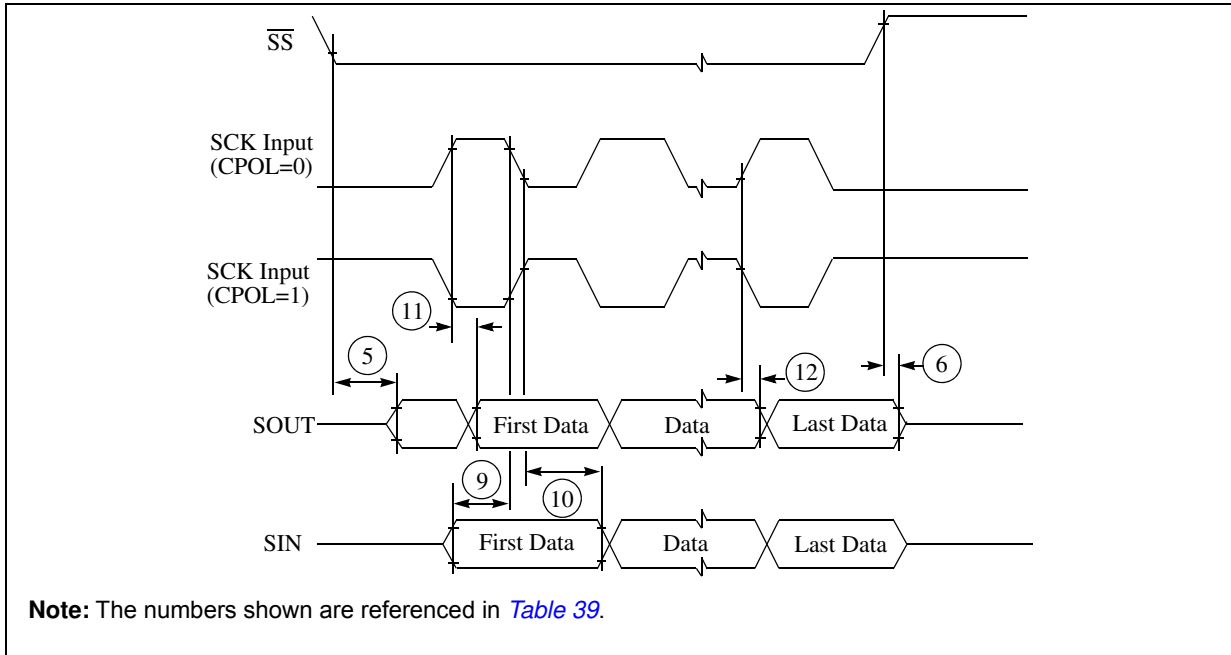 SS
SCK Input
(CPOL=0)
SCK Input
(CPOL=1)
11
5
12
6
SOUT
First Data
Data
Last Data
9
10
SIN
First Data
Data
Last Data
Note: The numbers shown are referenced in Table 39.